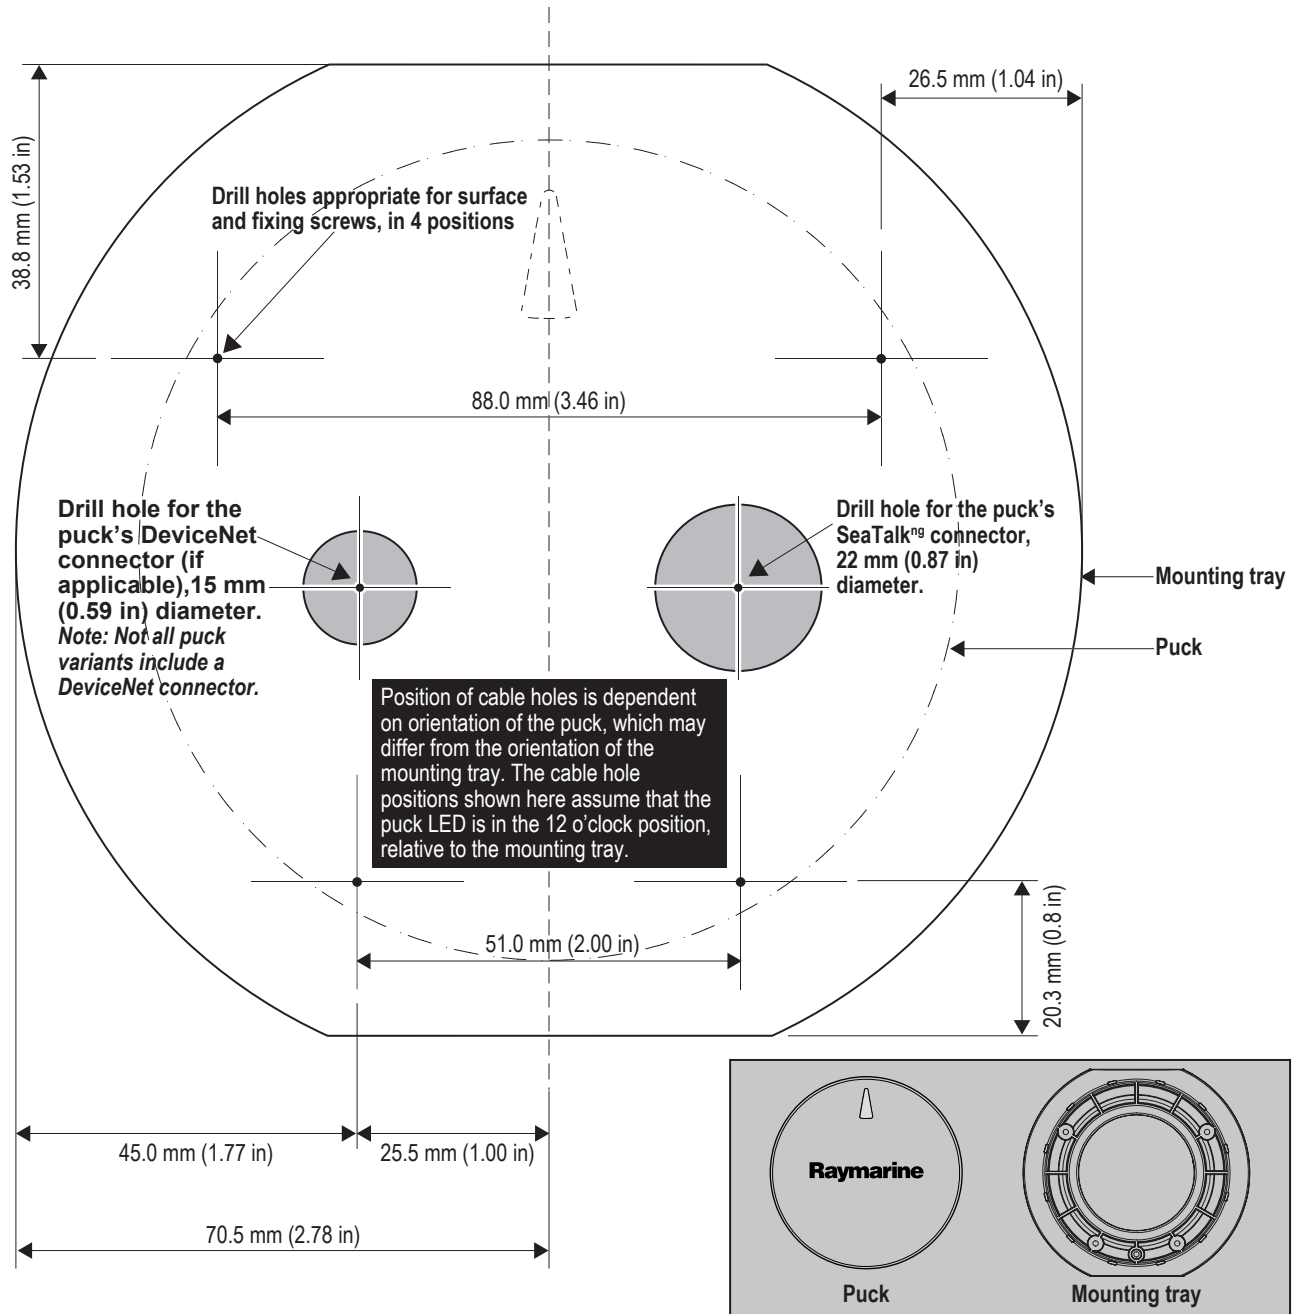 26.5 mm (1.04 in)
38.8 mm (1.53 in)
Drill holes appropriate for surface
and fixing screws, in 4 positions
88.0 mm (3.46 in)
Drill hole for the
puck's DeviceNet
connector (if
applicable),15 mm
(0.59 in) diameter.
Note: Not all puck
variants include a
DeviceNet connector.
Drill hole for the puck's
SeaTalkⁿᵍ connector,
22 mm (0.87 in)
diameter.
Mounting tray
Puck
Position of cable holes is dependent
on orientation of the puck, which may
differ from the orientation of the
mounting tray. The cable hole
positions shown here assume that the
puck LED is in the 12 o'clock position,
relative to the mounting tray.
51.0 mm (2.00 in)
20.3 mm (0.8 in)
45.0 mm (1.77 in)
25.5 mm (1.00 in)
70.5 mm (2.78 in)
Raymarine
Puck
Mounting tray